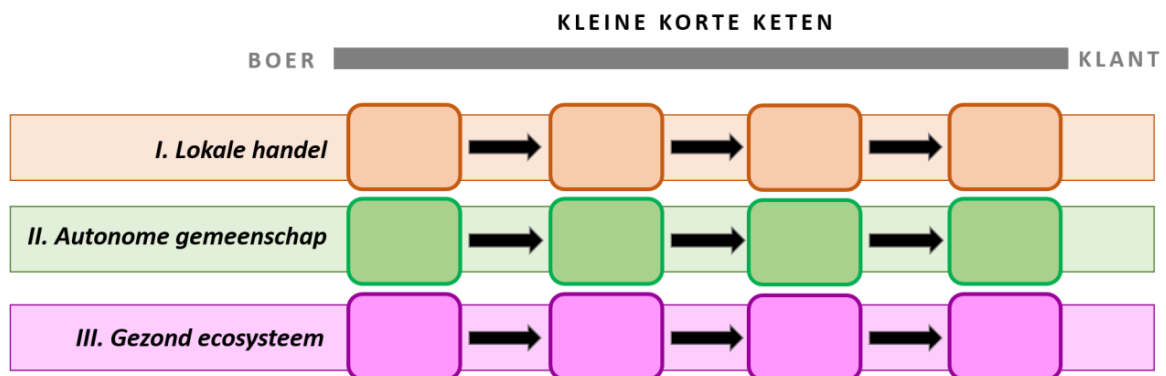 KLEINE KORTE KETEN
BOER
KLANT
I. Lokale handel
II. Autonome gemeenschap
III. Gezond ecosysteem